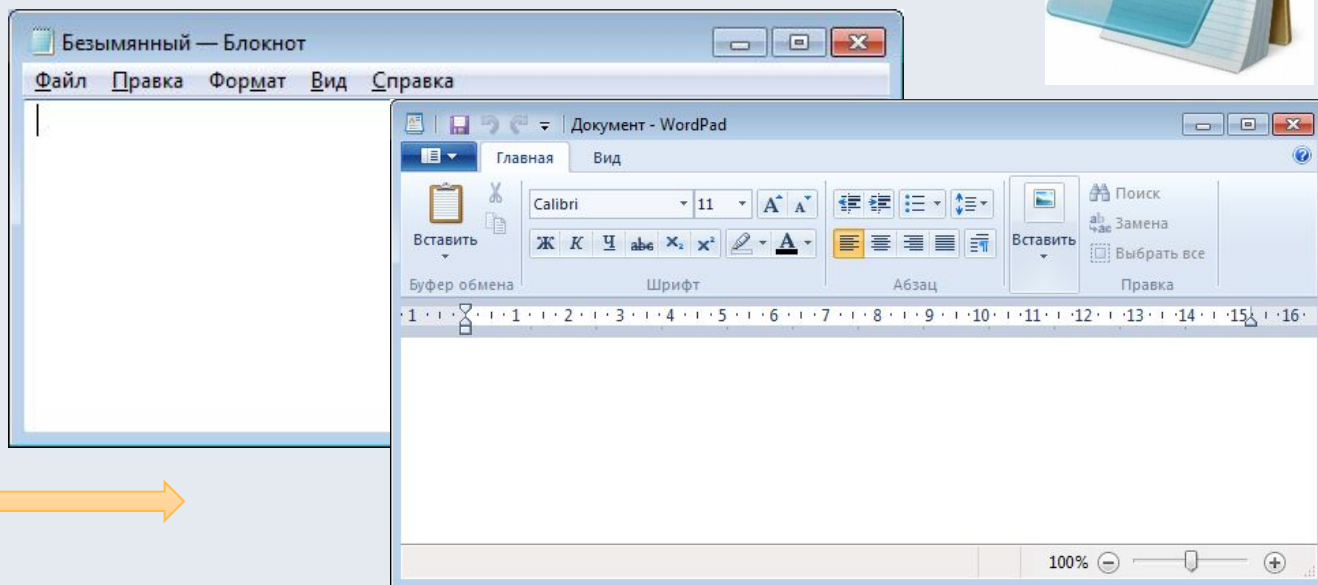 Безымянный — Блокнот
Файл Правка Формат Вид Справка
Документ - WordPad
Главная Вид
Вставить
Calibri 11 A A
Ж К Ч abc X₂ X² A
Вставить
Поиск
Замена
Выбрать все
Буфер обмена Шрифт Абзац Правка
1 1 2 3 4 5 6 7 8 9 10 11 12 13 14 15 16
100%